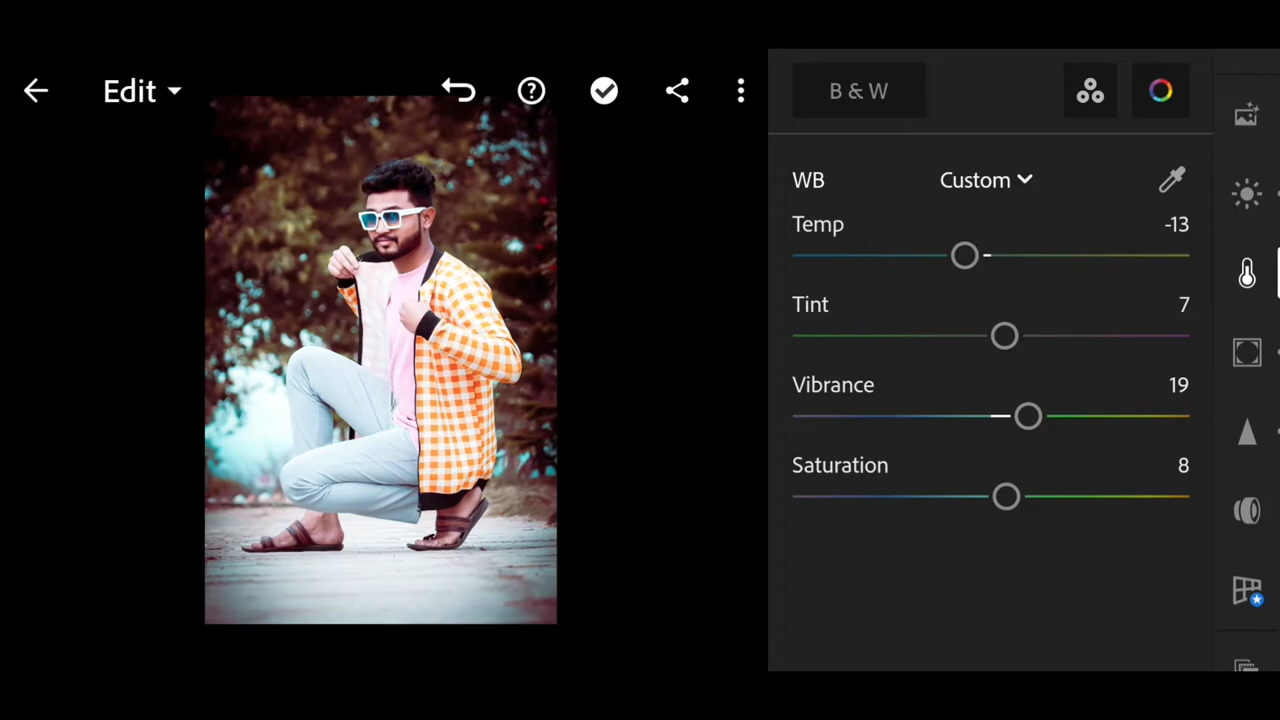 Edit
B & W
WB Custom
Temp -13
Tint 7
Vibrance 19
Saturation 8